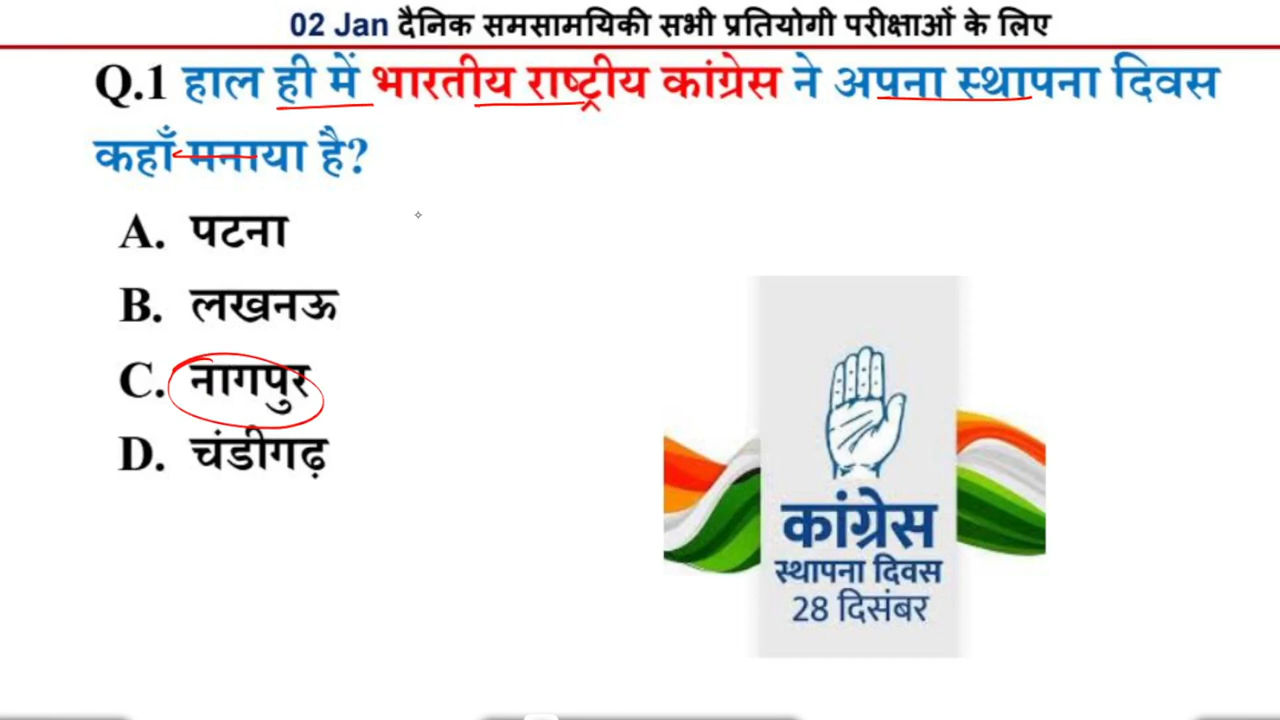 02 Jan दैनिक समसामयिकी सभी प्रतियोगी परीक्षाओं के लिए
Q.1 हाल ही में भारतीय राष्ट्रीय कांग्रेस ने अपना स्थापना दिवस
कहाँ मनाया है?
A. पटना
B. लखनऊ
C. नागपुर
D. चंडीगढ़
कांग्रेस
स्थापना दिवस
28 दिसंबर